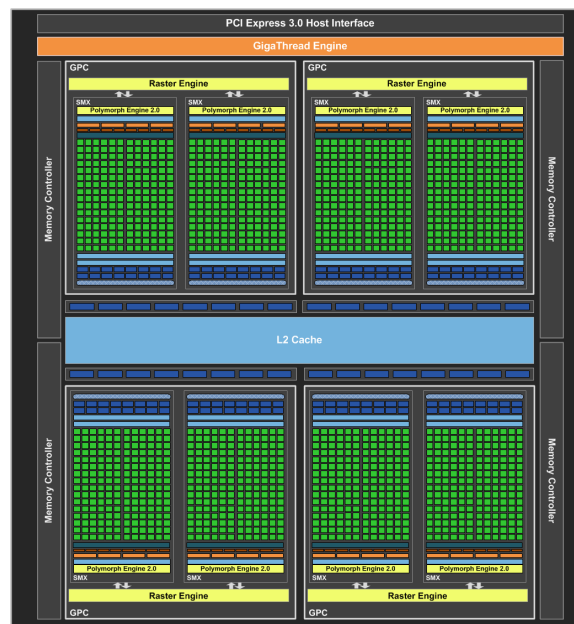 PCI Express 3.0 Host Interface
GigaThread Engine
Memory Controller
GPC
Raster Engine
SMX
Polymorph Engine 2.0
SMX
Polymorph Engine 2.0
GPC
Raster Engine
SMX
Polymorph Engine 2.0
SMX
Polymorph Engine 2.0
Memory Controller
L2 Cache
Memory Controller
Polymorph Engine 2.0
SMX
Polymorph Engine 2.0
SMX
Raster Engine
GPC
Polymorph Engine 2.0
SMX
Polymorph Engine 2.0
SMX
Raster Engine
GPC
Memory Controller